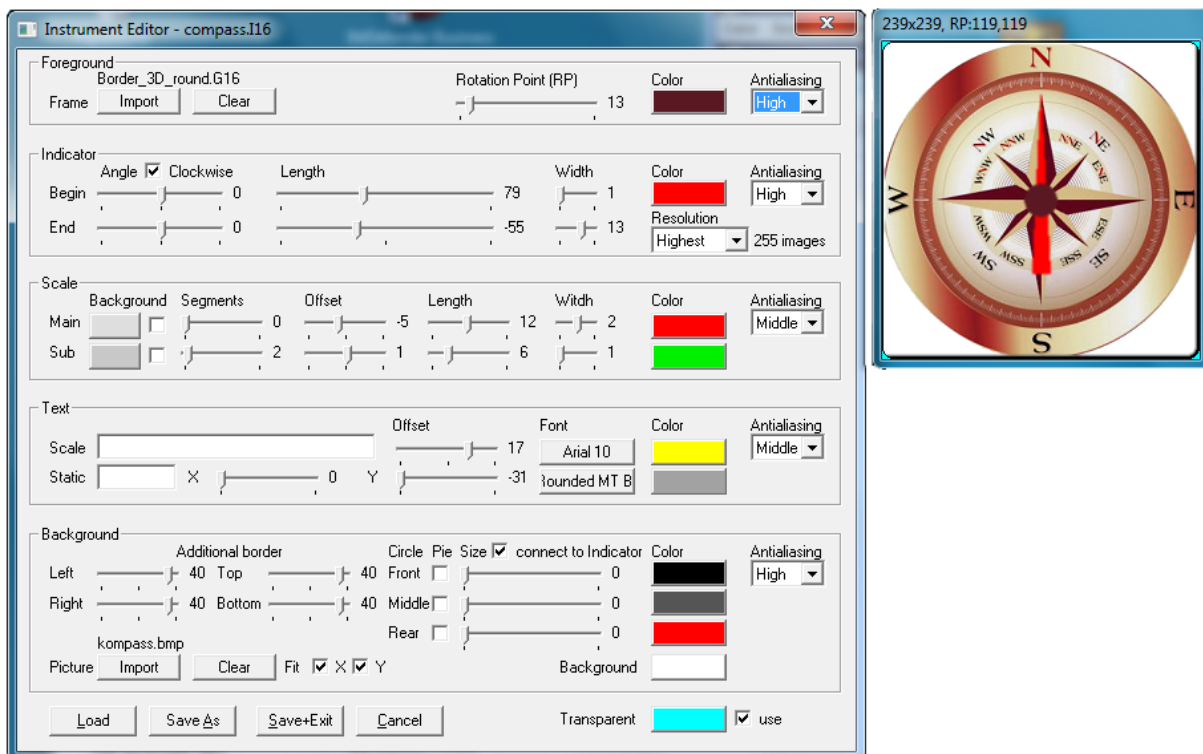 Instrument Editor - compass.I16
Foreground
Border_3D_round.G16
Rotation Point (RP) Color Antialiasing
Frame Import Clear 13 High
Indicator
Angle Clockwise Length Width Color Antialiasing
Begin 0 79 1 High
End 0 -55 13 Resolution
Highest 255 images
Scale
Background Segments Offset Length Witdh Color Antialiasing
Main 0 -5 12 2 Middle
Sub 2 1 6 1
Text
Offset Font Color Antialiasing
Scale 17 Arial 10 Middle
Static X 0 Y -31 Rounded MT B
Background
Additional border Circle Pie Size connect to Indicator Color Antialiasing
Left 40 Top 40 Front 0 High
Right 40 Bottom 40 Middle 0
Rear 0
kompass.bmp
Picture Import Clear Fit X Y Background
Load Save As Save+Exit Cancel Transparent use
239x239, RP:119,119
N
NW NNW NNE NE
WNW ENE
W E
WSW ESE
SW SSW SSE SE
S